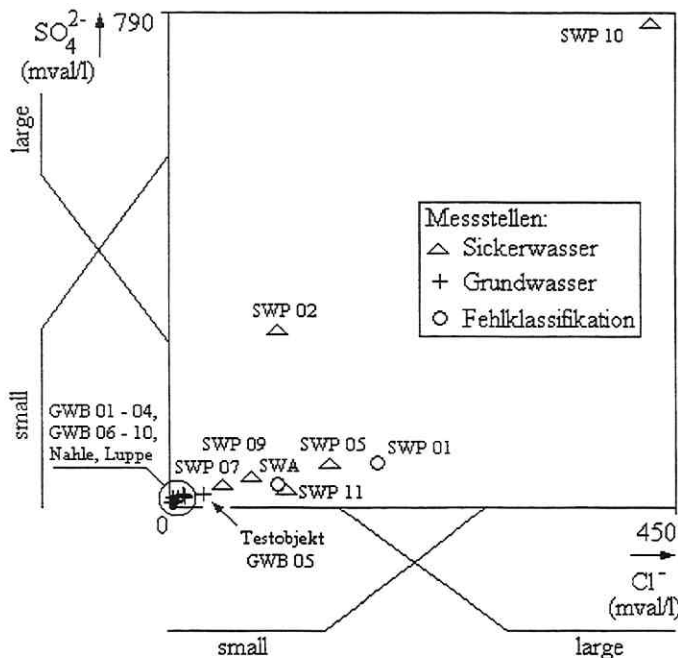 SO₄²⁻
(mval/l)
790
large
small
SWP 10
Messstellen:
Sickerwasser
Grundwasser
Fehlklassifikation
SWP 02
GWB 01 - 04,
GWB 06 - 10,
Nahle, Luppe
SWP 09
SWP 05
SWP 01
SWP 07
SWA
SWP 11
Testobjekt
GWB 05
0
450
Cl⁻
(mval/l)
small
large